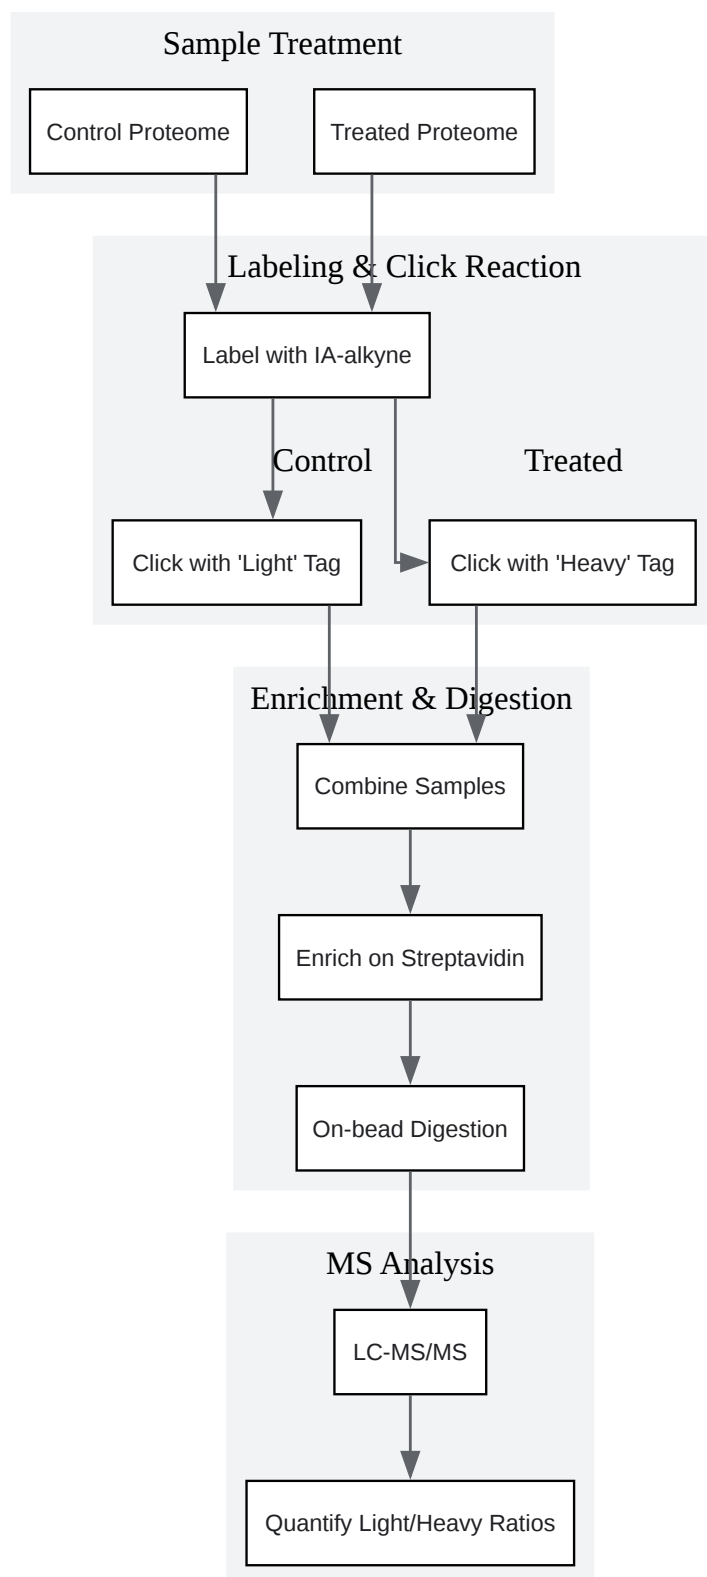 Sample Treatment
Control Proteome
Treated Proteome
Labeling & Click Reaction
Label with IA-alkyne
Control
Treated
Click with 'Light' Tag
Click with 'Heavy' Tag
Enrichment & Digestion
Combine Samples
Enrich on Streptavidin
On-bead Digestion
MS Analysis
LC-MS/MS
Quantify Light/Heavy Ratios